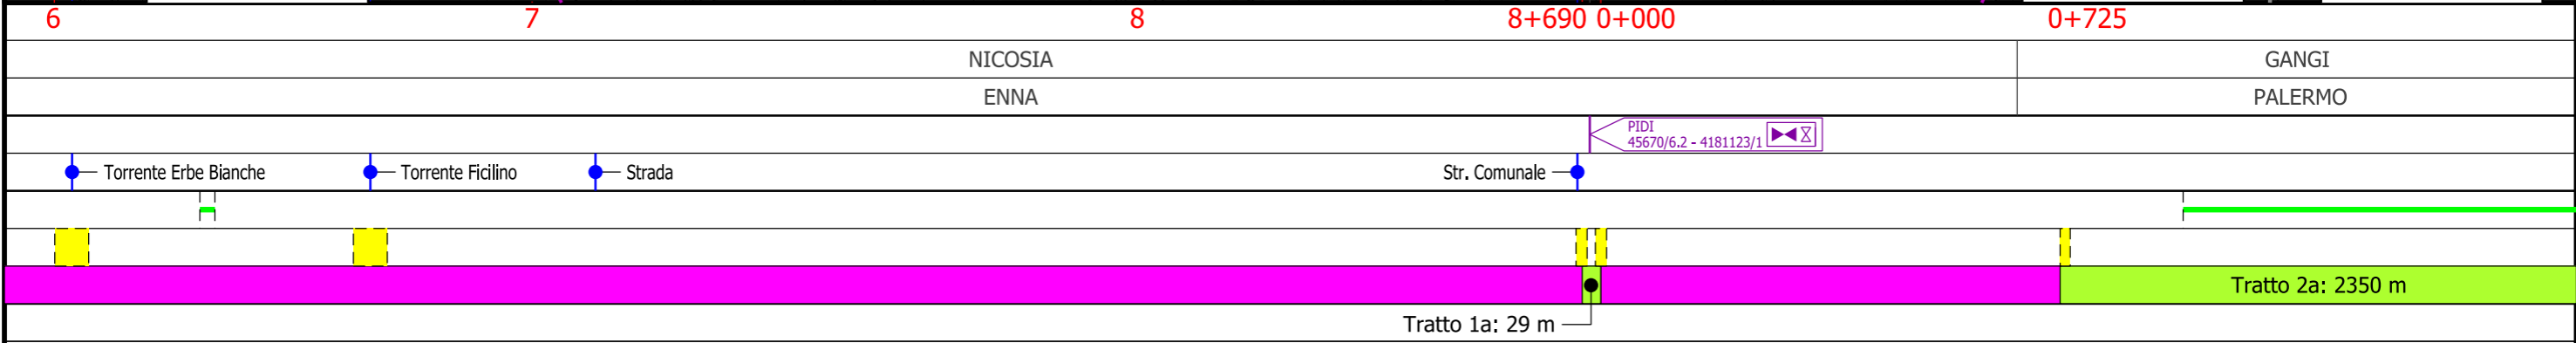 6 7 8 8+690 0+000 0+725
NICOSIA GANGI
ENNA PALERMO
PIDI
45670/6.2 - 4181123/1
Torrente Erbe Bianche Torrente Ficilino Strada Str. Comunale
Tratto 2a: 2350 m
Tratto 1a: 29 m